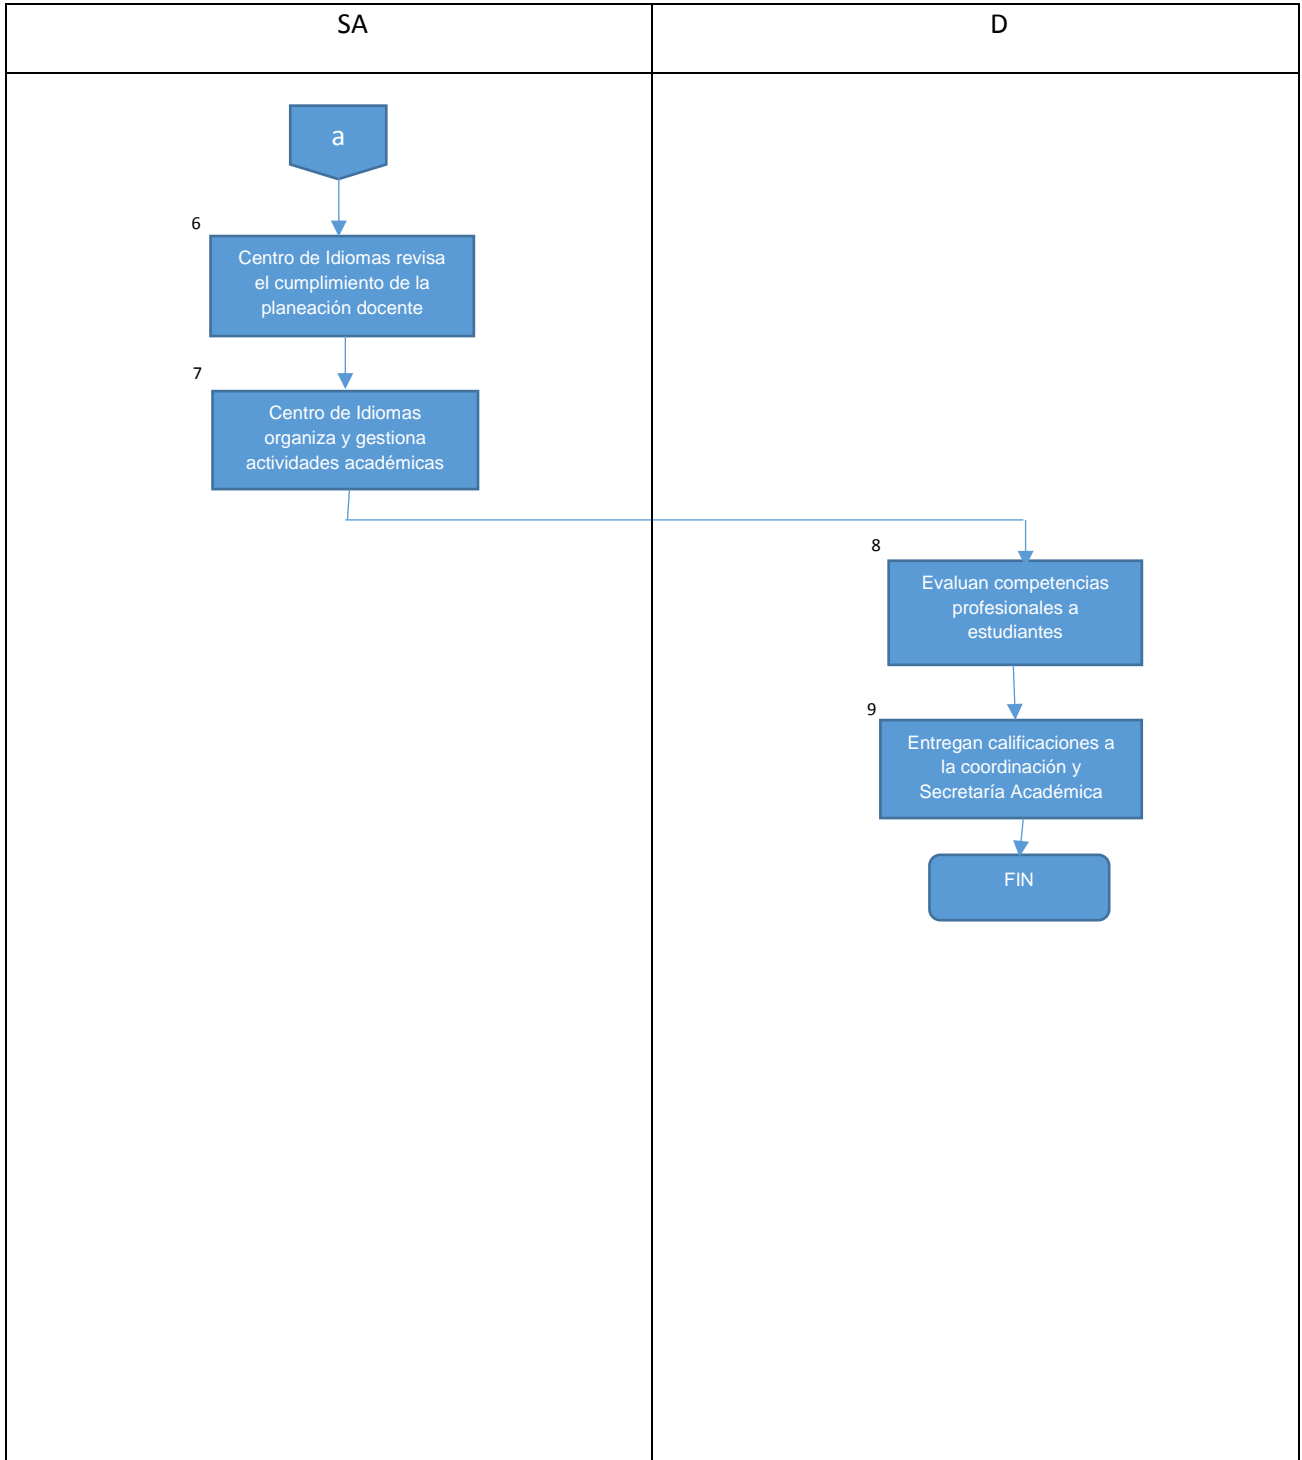 SA
D
a
6
Centro de Idiomas revisa
el cumplimiento de la
planeación docente
7
Centro de Idiomas
organiza y gestiona
actividades académicas
8
Evaluan competencias
profesionales a
estudiantes
9
Entregan calificaciones a
la coordinación y
Secretaría Académica
FIN